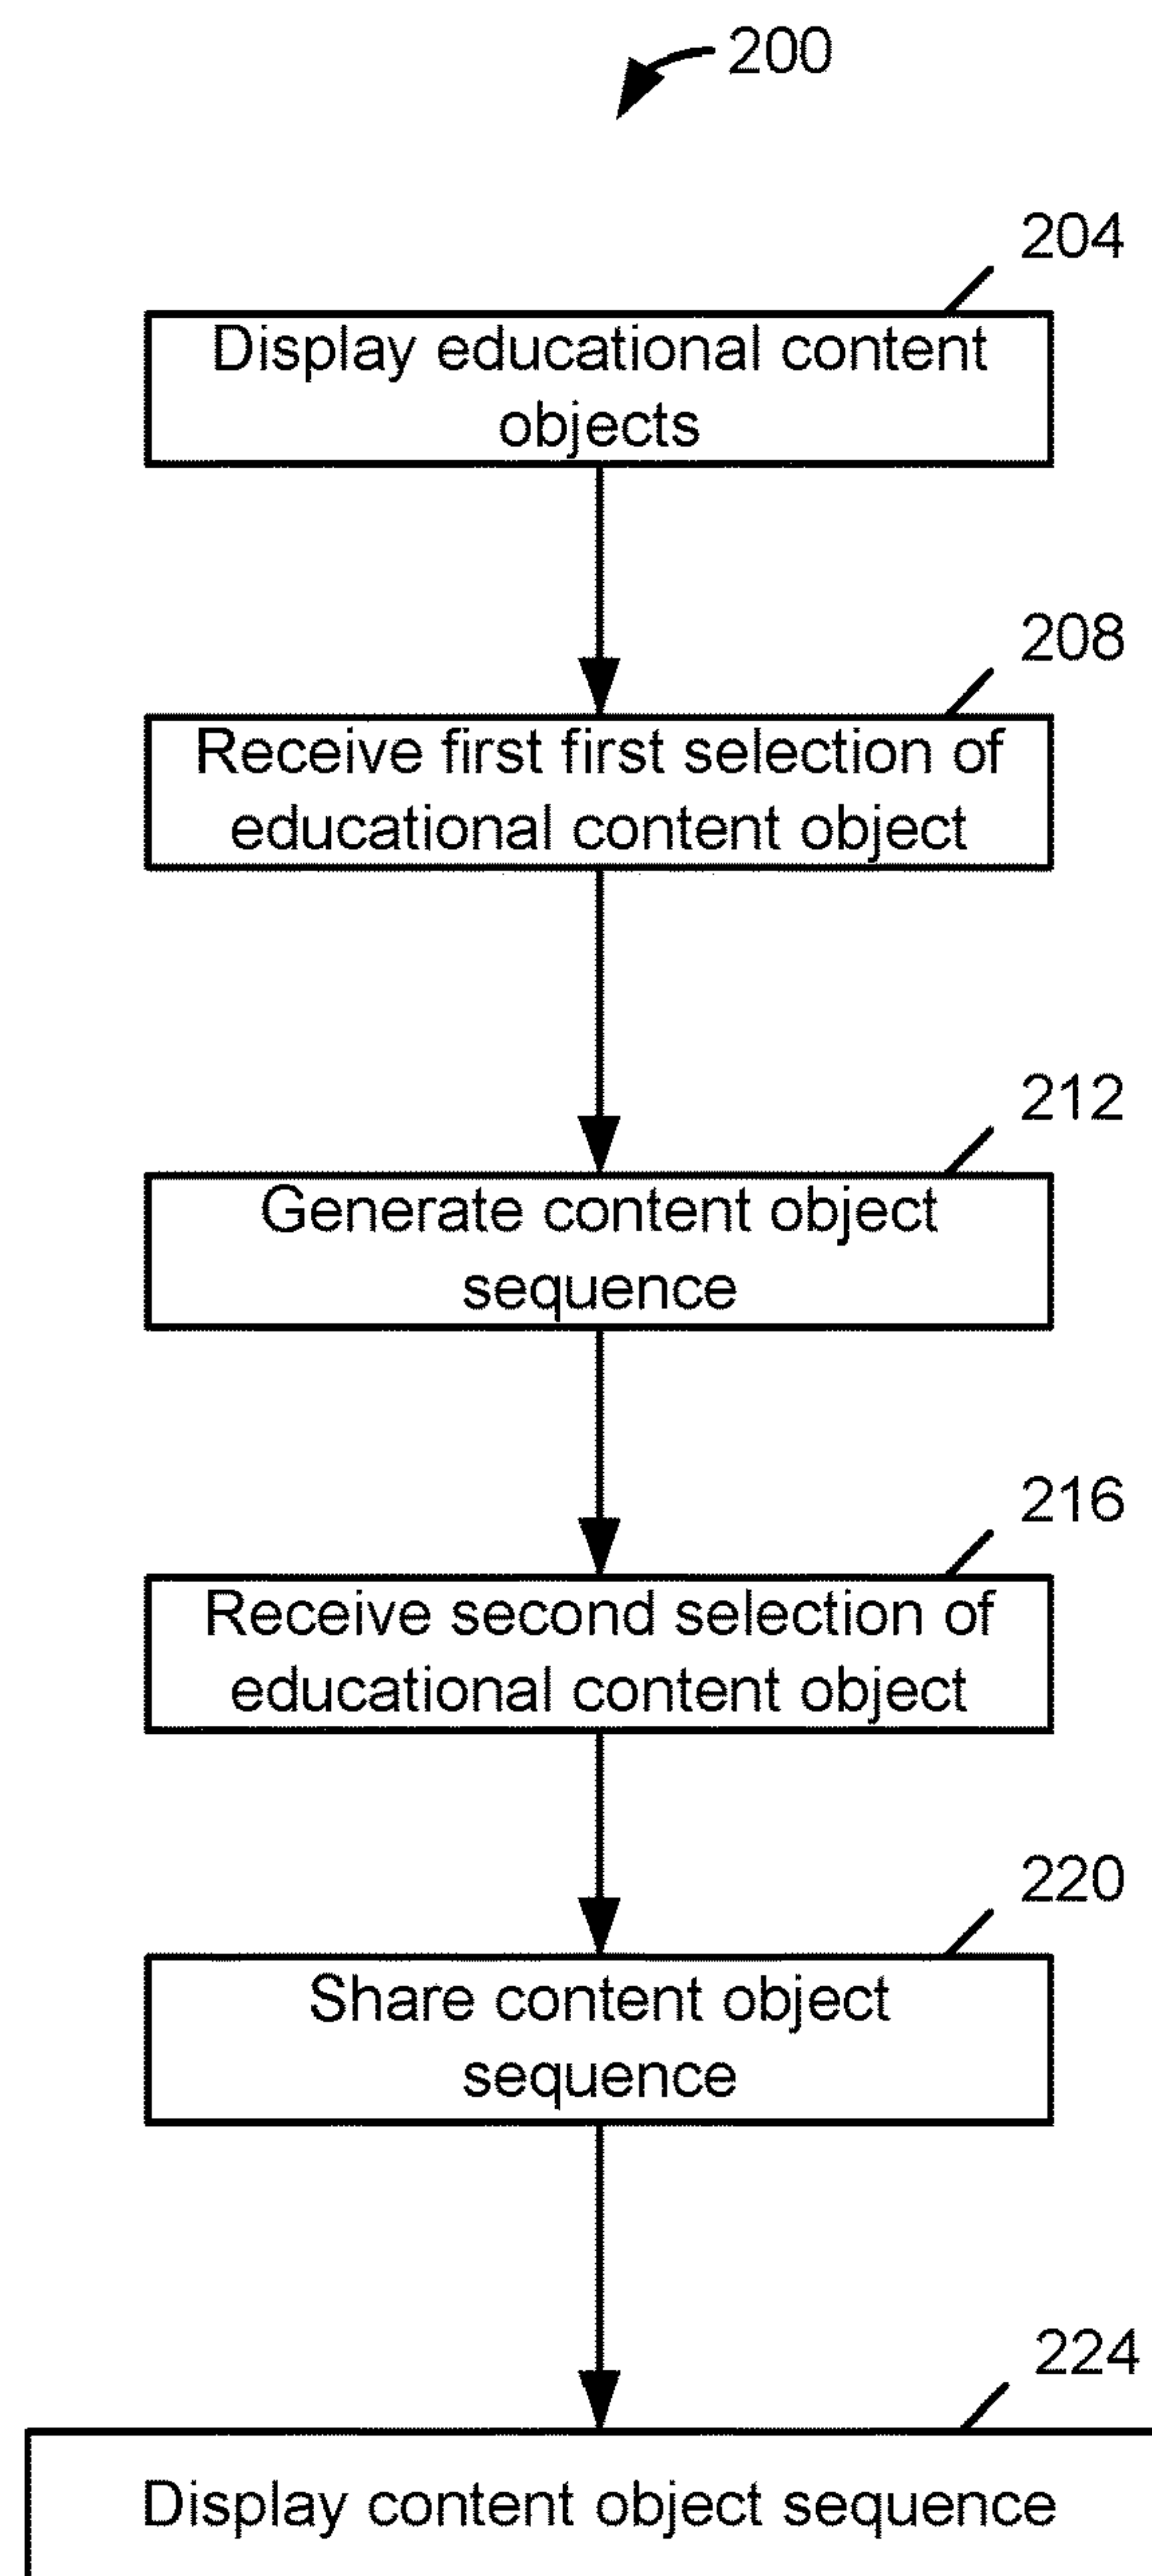 200
204
Display educational content
objects
208
Receive first first selection of
educational content object
212
Generate content object
sequence
216
Receive second selection of
educational content object
220
Share content object
sequence
224
Display content object sequence